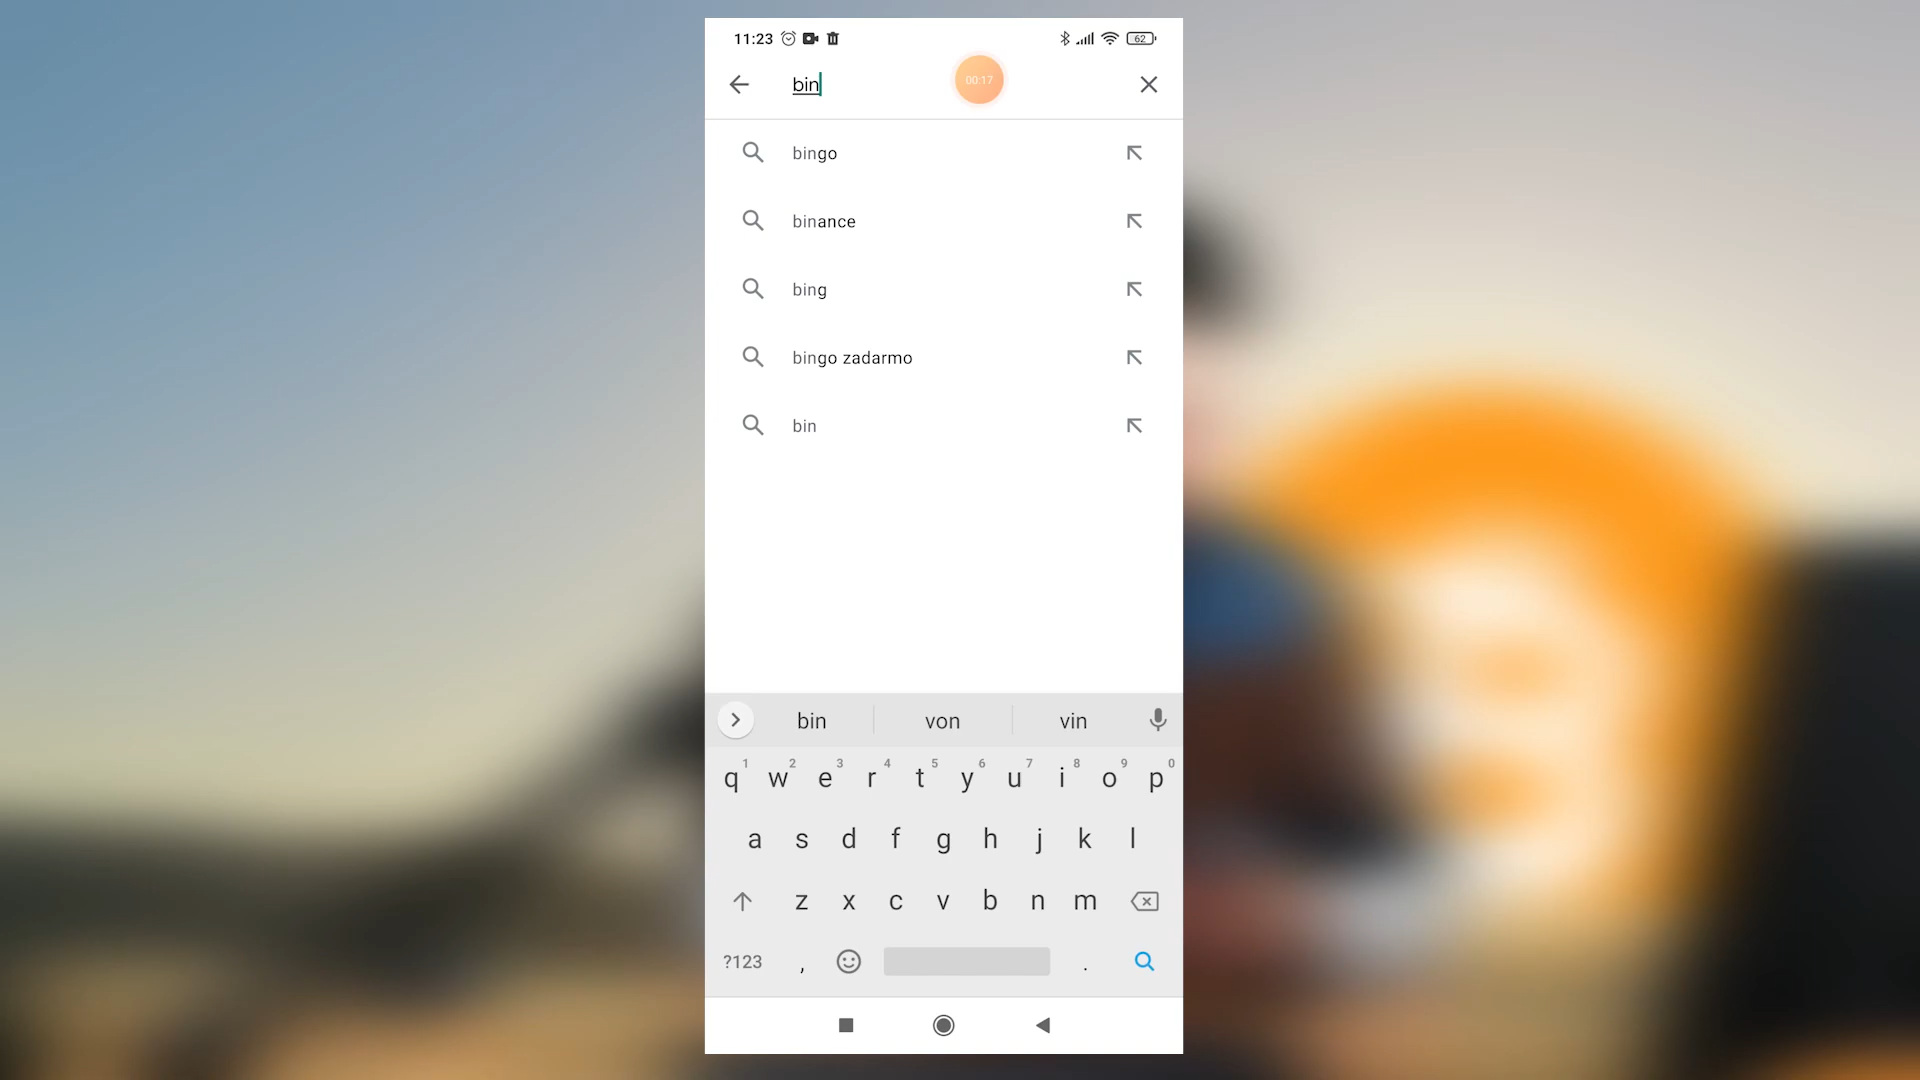 11:23
62
bin
00:17
bingo
binance
bing
bingo zadarmo
bin
bin von vin
1 2 3 4 5 6 7 8 9 0
q w e r t y u i o p
a s d f g h j k l
z x c v b n m
?123 , .